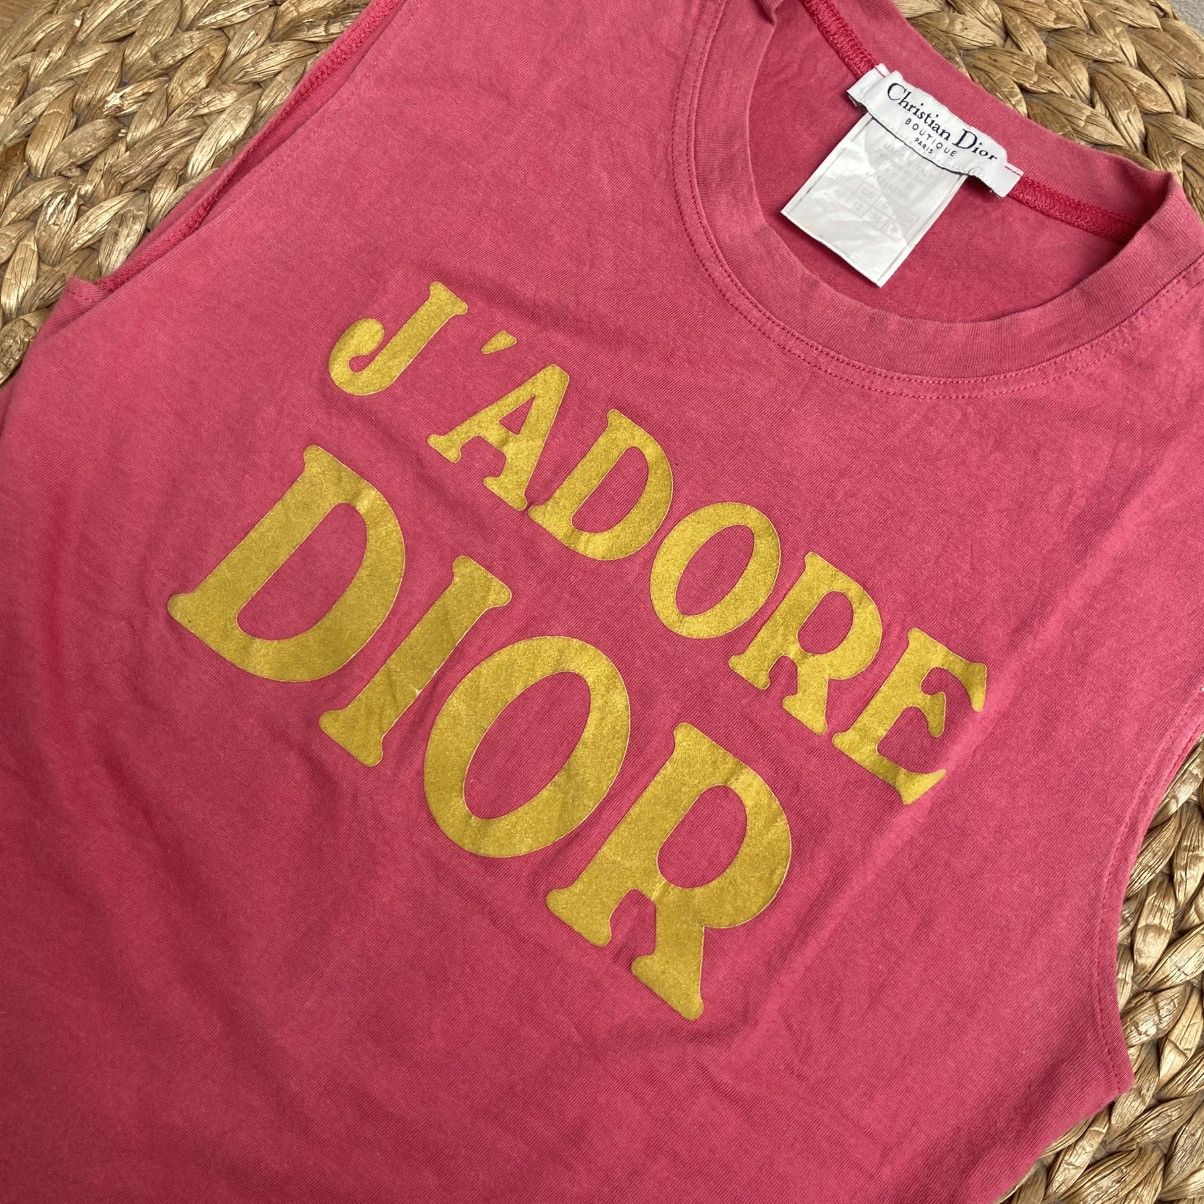 Christian Dior
BOUTIQUE
PARIS
J'ADORE
DIOR